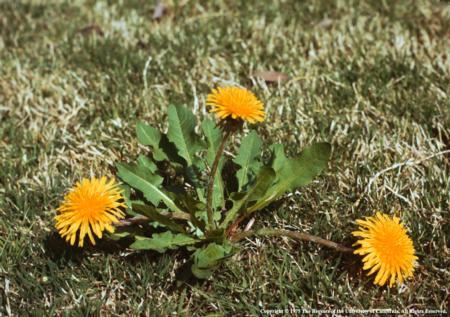 Copyright © 1975 The Regents of the University of California. All Rights Reserved.